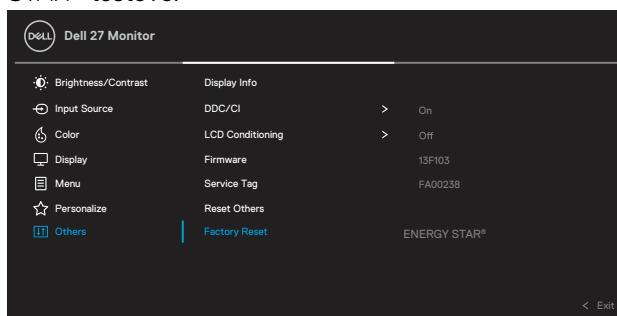 DELL Dell 27 Monitor
Brightness/Contrast Display Info
Input Source DDC/CI > On
Color LCD Conditioning > Off
Display Firmware 13F103
Menu Service Tag FA00238
Personalize Reset Others
Others Factory Reset ENERGY STAR®
< Exit